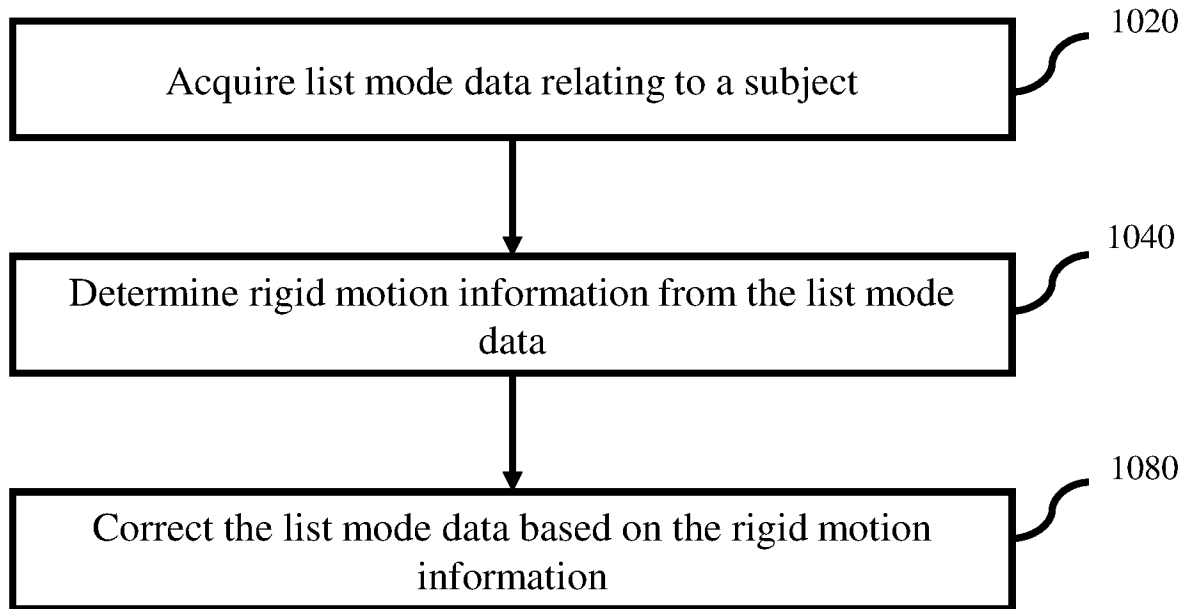 1020
Acquire list mode data relating to a subject
1040
Determine rigid motion information from the list mode
data
1080
Correct the list mode data based on the rigid motion
information